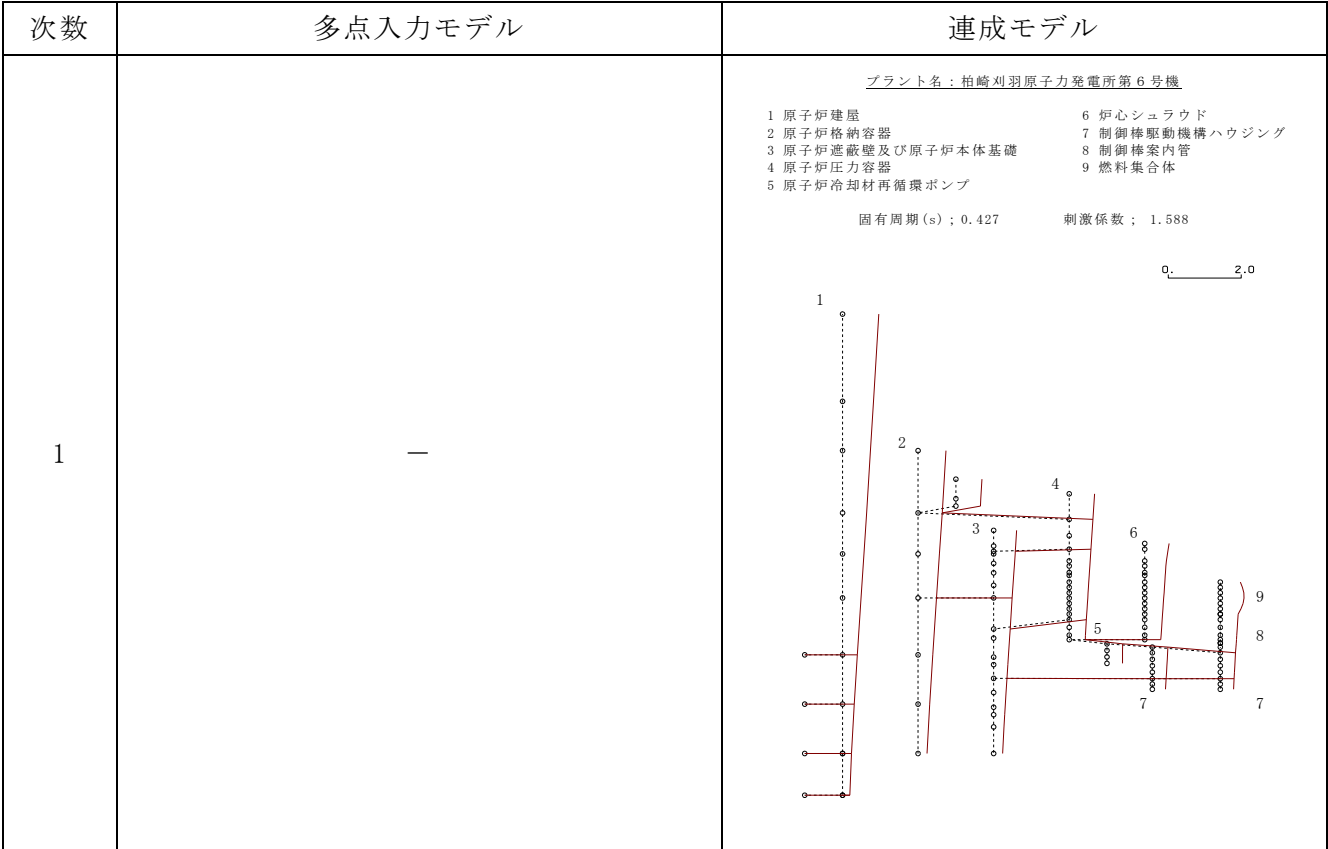 次数 多点入力モデル 連成モデル
プラント名:柏崎刈羽原子力発電所第6号機
1 原子炉建屋 6 炉心シュラウド
2 原子炉格納容器 7 制御棒駆動機構ハウジング
3 原子炉遮蔽壁及び原子炉本体基礎 8 制御棒案内管
4 原子炉圧力容器 9 燃料集合体
5 原子炉冷却材再循環ポンプ
固有周期(s);0.427 刺激係数; 1.588
0. 2.0
1
2
4
3
6
1 −
9
5
8
7
7